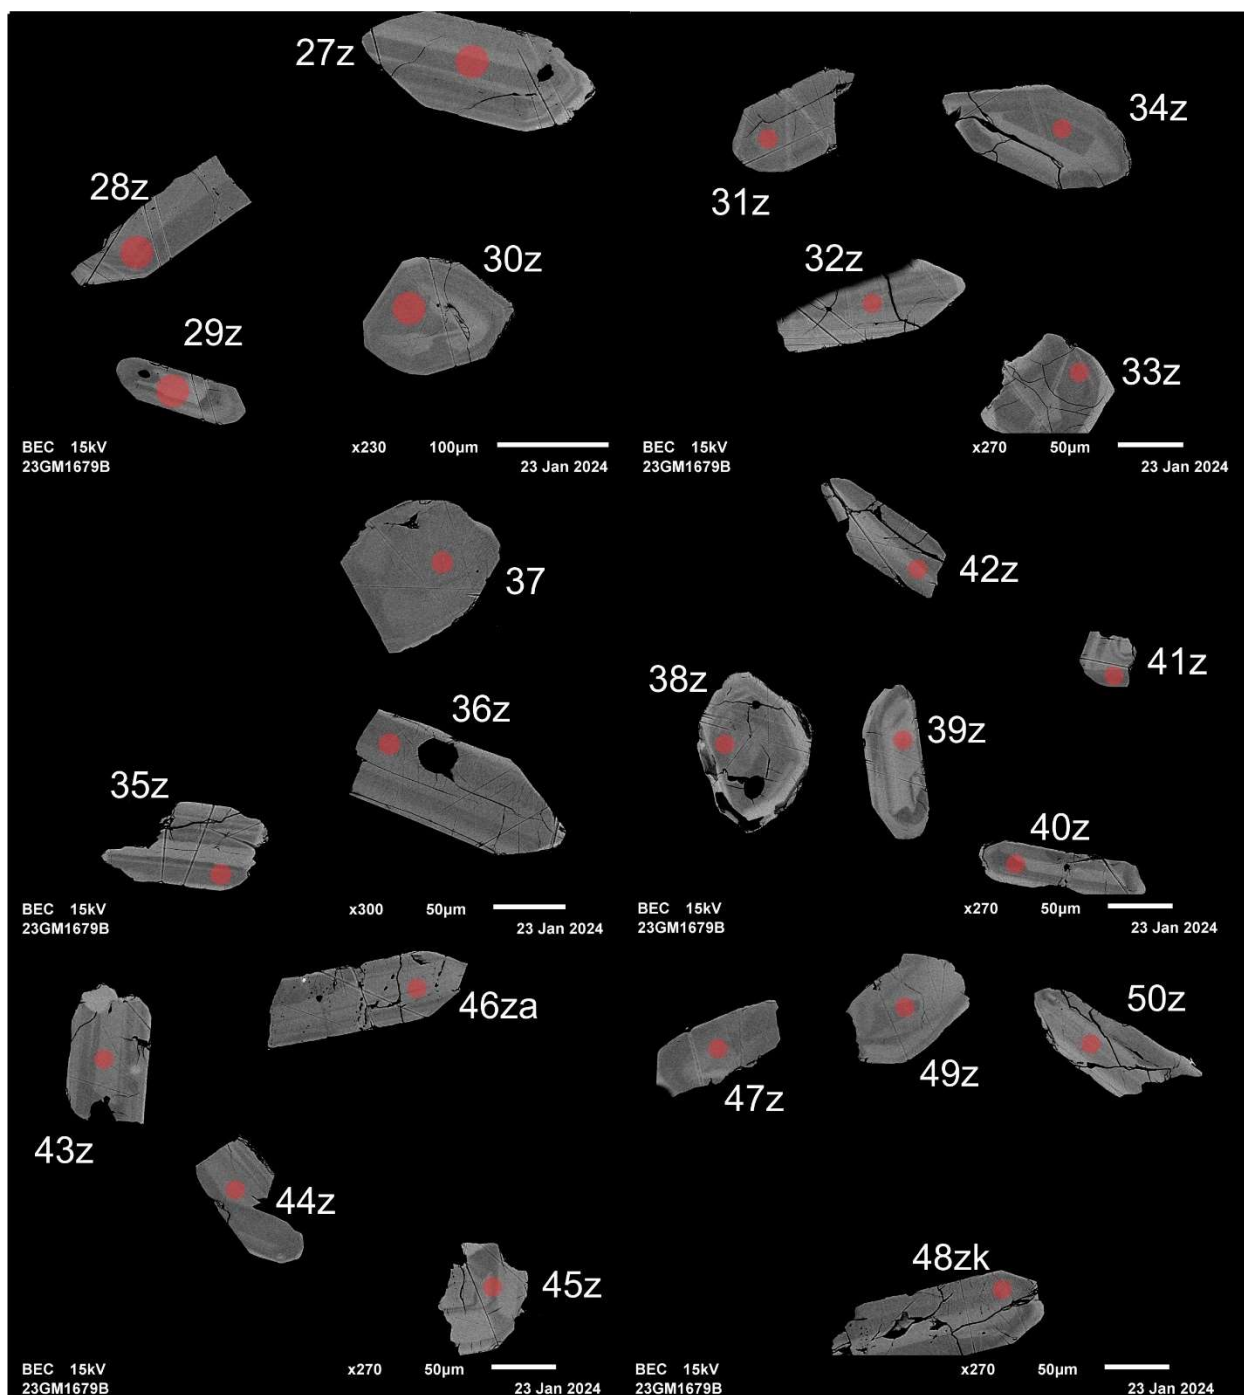 27z
28z
30z
29z
BEC 15kV x230 100µm
23GM1679B 23 Jan 2024
34z
31z
32z
33z
BEC 15kV x270 50µm
23GM1679B 23 Jan 2024
37
36z
35z
BEC 15kV x300 50µm
23GM1679B 23 Jan 2024
42z
41z
38z
39z
40z
BEC 15kV x270 50µm
23GM1679B 23 Jan 2024
46za
43z
44z
45z
BEC 15kV x270 50µm
23GM1679B 23 Jan 2024
50z
49z
47z
48zk
BEC 15kV x270 50µm
23GM1679B 23 Jan 2024